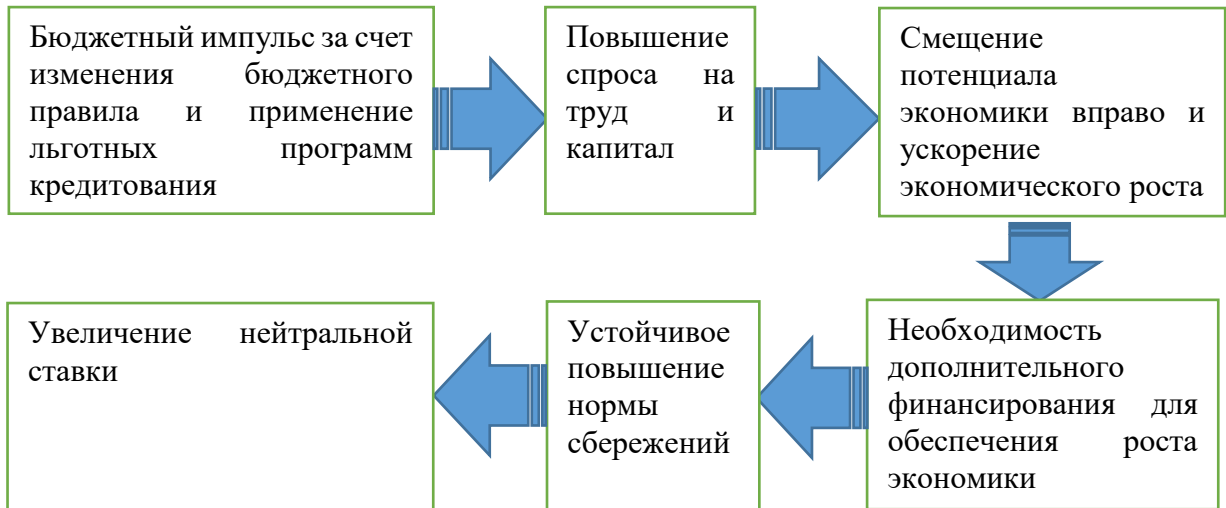 Бюджетный импульс за счет
изменения бюджетного
правила и применение
льготных программ
кредитования
Повышение
спроса на
труд и
капитал
Смещение
потенциала
экономики вправо и
ускорение
экономического роста
Необходимость
дополнительного
финансирования для
обеспечения роста
экономики
Устойчивое
повышение
нормы
сбережений
Увеличение нейтральной
ставки